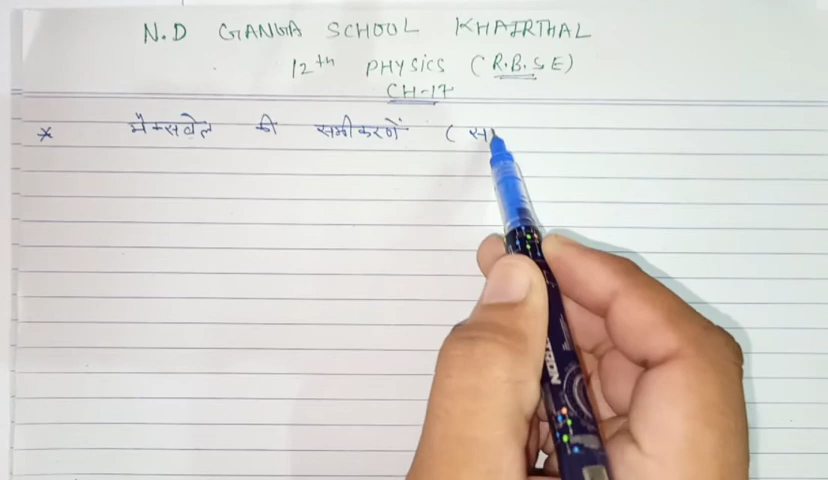 N.D GANGA SCHOOL KHAIRTHAL
12th PHYSICS (R.B.S.E)
CH-17
* मैक्सवेल की समीकरणें ( स